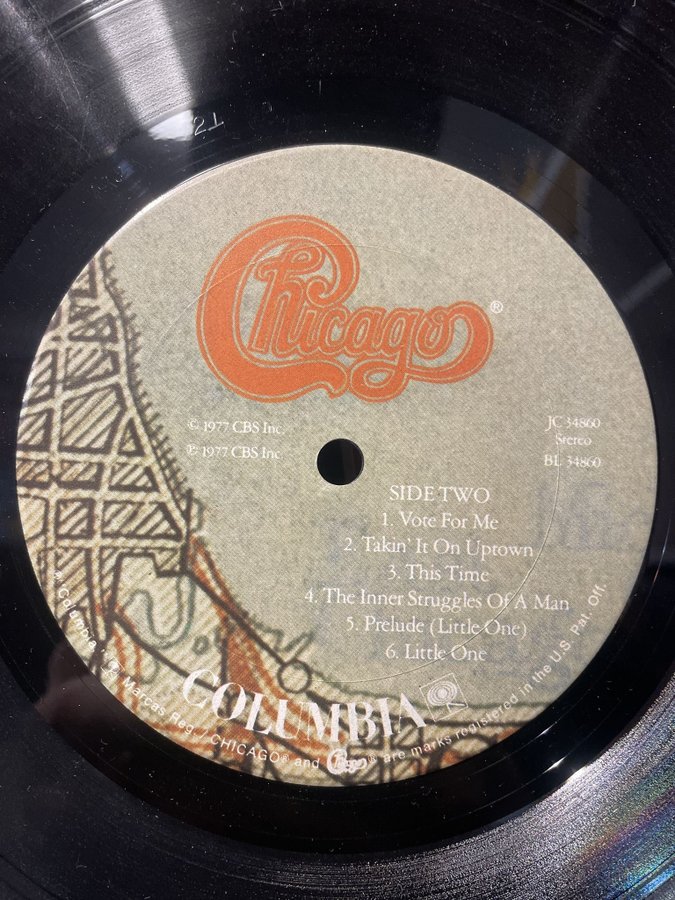 21
Chicago®
© 1977 CBS Inc.
℗ 1977 CBS Inc.
JC 34860
Stereo
BL 34860
SIDE TWO
1. Vote For Me
2. Takin' It On Uptown
3. This Time
4. The Inner Struggles Of A Man
5. Prelude (Little One)
6. Little One
COLUMBIA
Columbia, Marcas Reg. / CHICAGO® and Chicago® are marks registered in the U.S. Pat. Off.